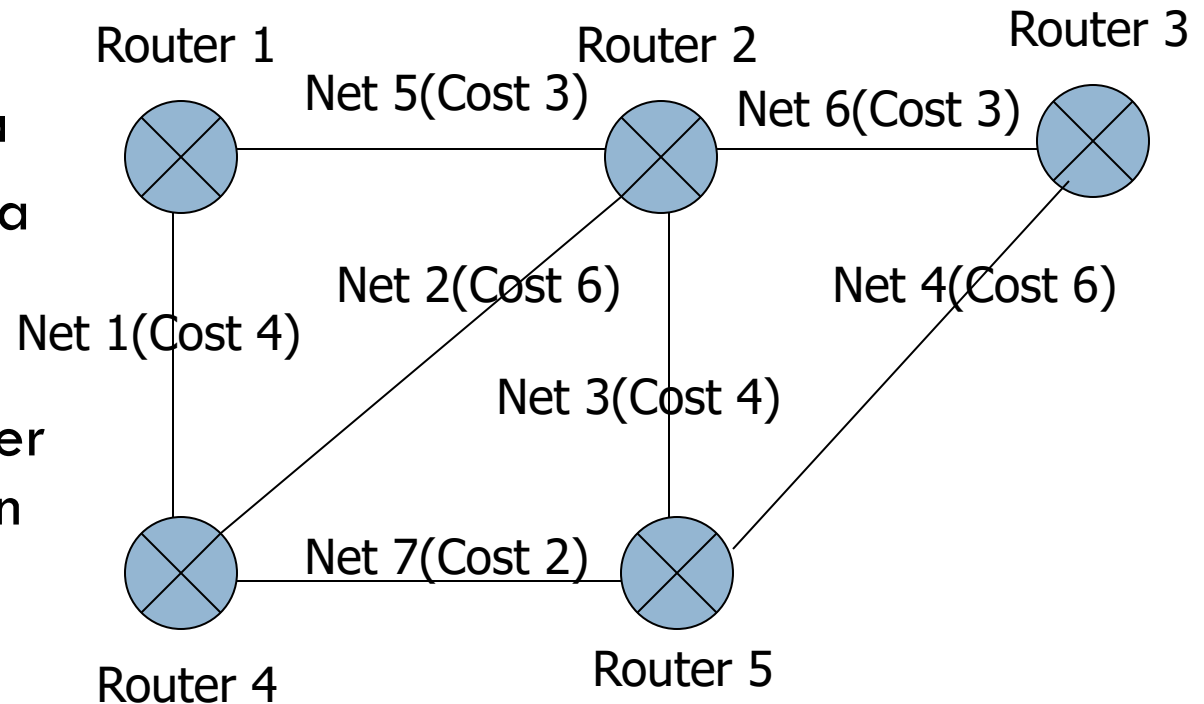 Router 1
Router 2
Router 3
Net 5(Cost 3)
Net 6(Cost 3)
a
a
Net 2(Cost 6)
Net 4(Cost 6)
Net 1(Cost 4)
Net 3(Cost 4)
er
n
Net 7(Cost 2)
Router 4
Router 5